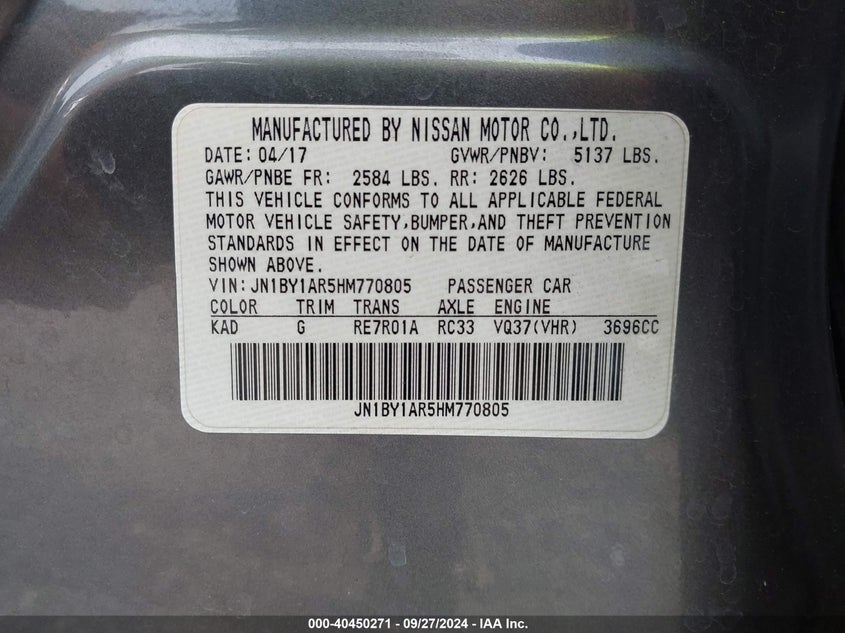 MANUFACTURED BY NISSAN MOTOR CO.,LTD.
DATE: 04/17 GVWR/PNBV: 5137 LBS.
GAWR/PNBE FR: 2584 LBS. RR: 2626 LBS.
THIS VEHICLE CONFORMS TO ALL APPLICABLE FEDERAL
MOTOR VEHICLE SAFETY,BUMPER,AND THEFT PREVENTION
STANDARDS IN EFFECT ON THE DATE OF MANUFACTURE
SHOWN ABOVE.
VIN: JN1BY1AR5HM770805 PASSENGER CAR
COLOR TRIM TRANS AXLE ENGINE
KAD G RE7R01A RC33 VQ37(VHR) 3696CC
JN1BY1AR5HM770805
000-40450271 - 09/27/2024 - IAA Inc.